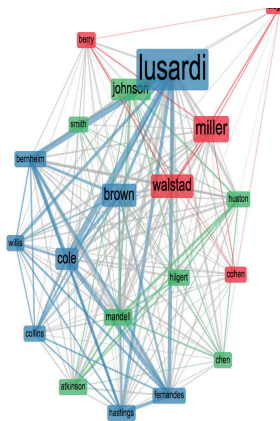 berry
lusardi
johnson
smith
miller
bernheim
walstad
brown
huston
willis
cole
hilgert
cohen
mandell
collins
chen
atkinson
fernandes
hastings